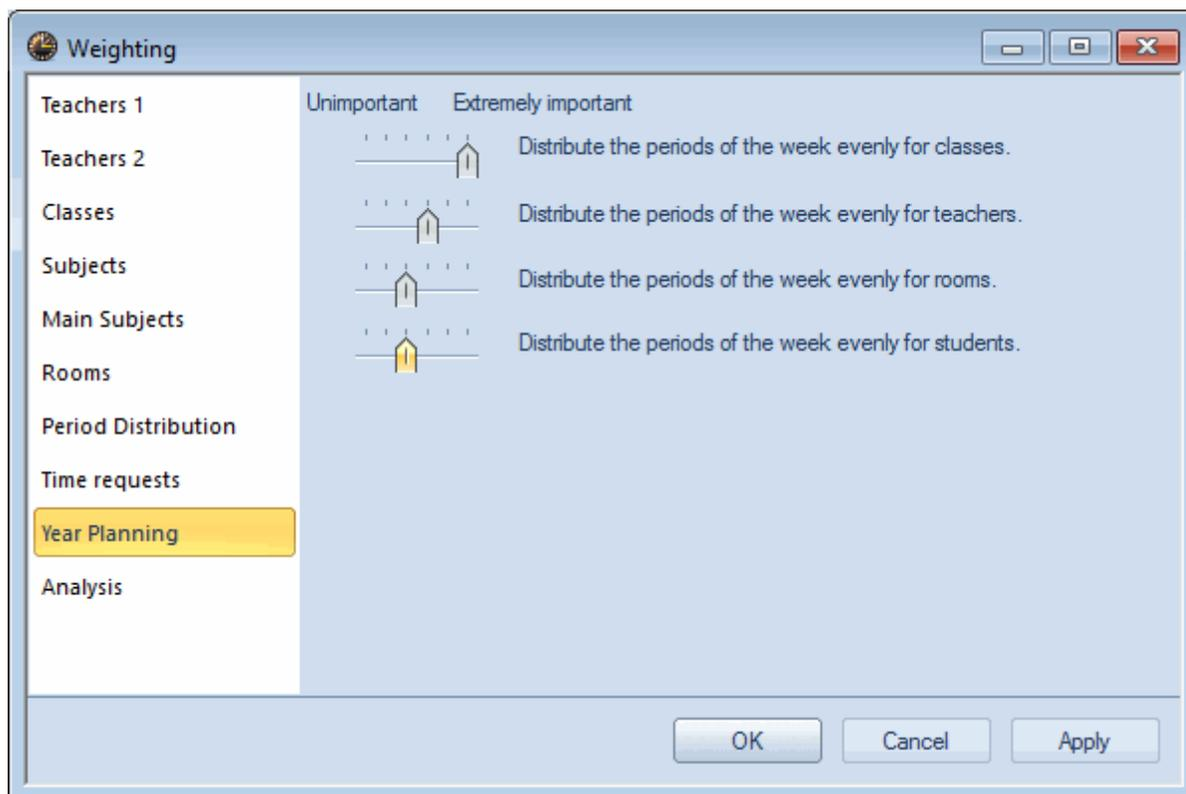 Weighting
Teachers 1
Teachers 2
Classes
Subjects
Main Subjects
Rooms
Period Distribution
Time requests
Year Planning
Analysis
Unimportant Extremely important
Distribute the periods of the week evenly for classes.
Distribute the periods of the week evenly for teachers.
Distribute the periods of the week evenly for rooms.
Distribute the periods of the week evenly for students.
OK Cancel Apply